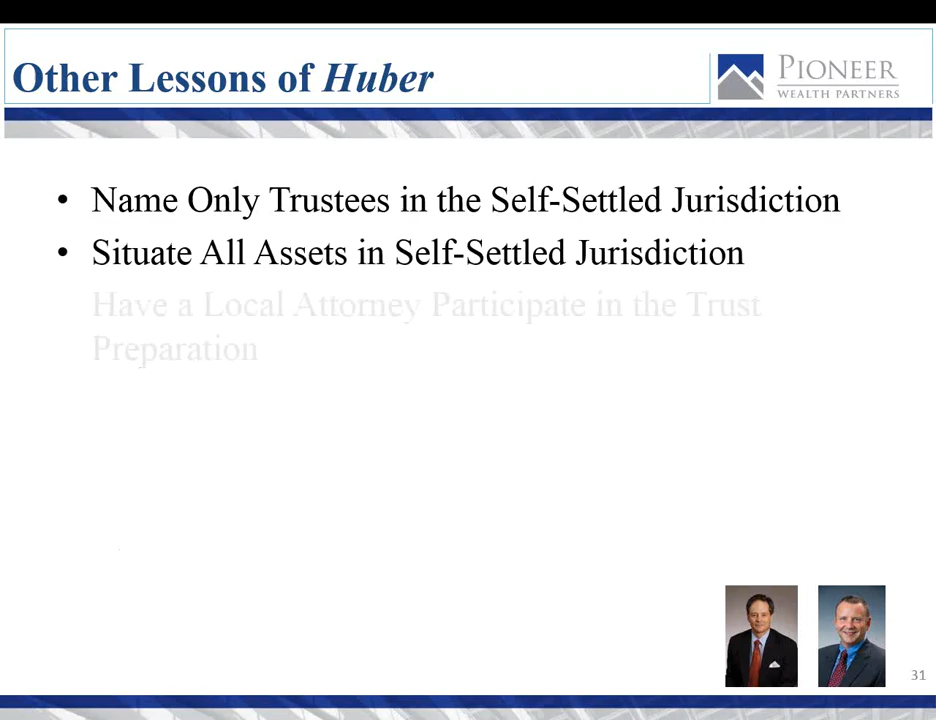 Other Lessons of Huber
PIONEER
WEALTH PARTNERS
• Name Only Trustees in the Self-Settled Jurisdiction
• Situate All Assets in Self-Settled Jurisdiction
Have a Local Attorney Participate in the Trust
Preparation
31